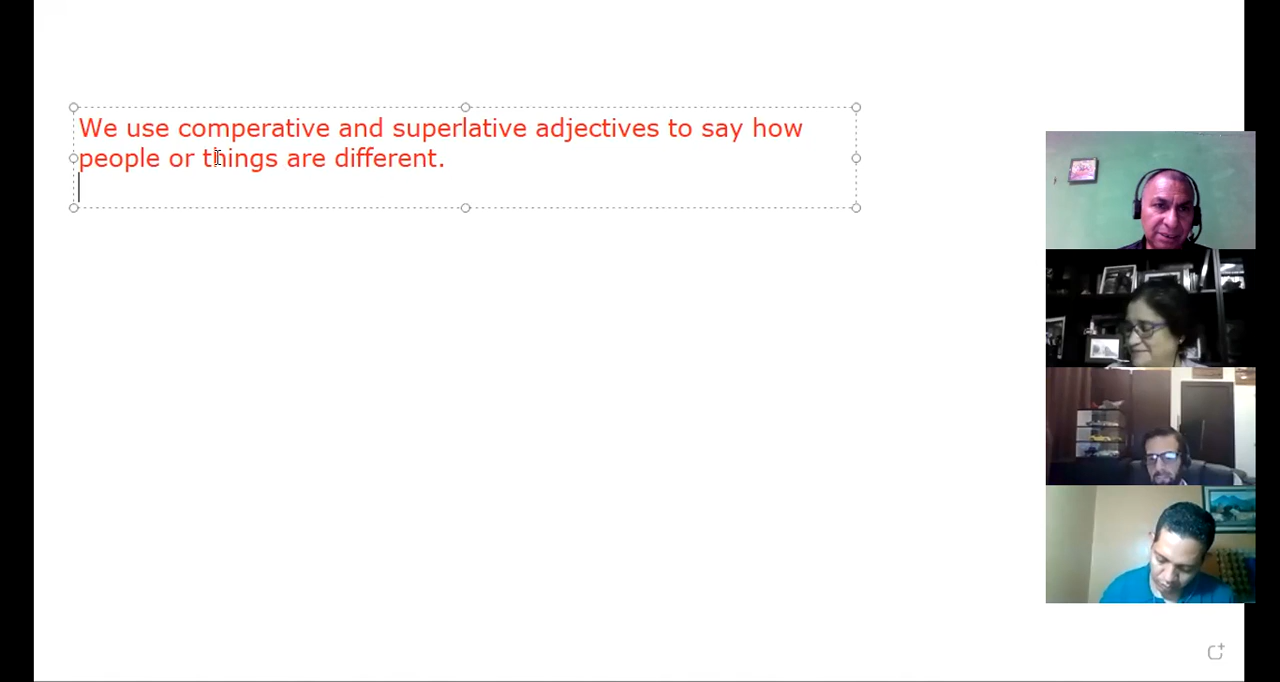 We use comperative and superlative adjectives to say how
people or things are different.